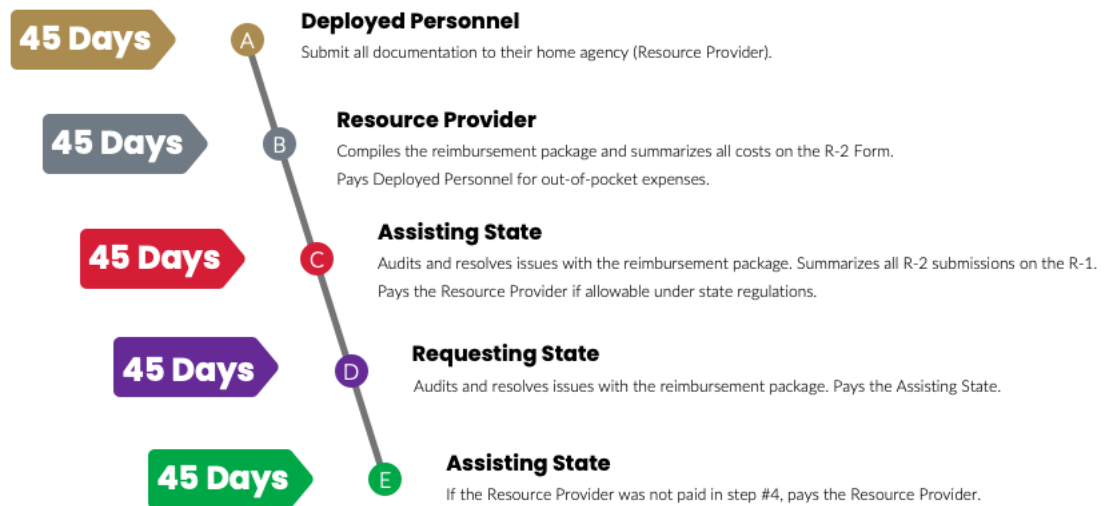 45 Days
A
Deployed Personnel
Submit all documentation to their home agency (Resource Provider).
45 Days
B
Resource Provider
Compiles the reimbursement package and summarizes all costs on the R-2 Form.
Pays Deployed Personnel for out-of-pocket expenses.
45 Days
C
Assisting State
Audits and resolves issues with the reimbursement package. Summarizes all R-2 submissions on the R-1.
Pays the Resource Provider if allowable under state regulations.
45 Days
D
Requesting State
Audits and resolves issues with the reimbursement package. Pays the Assisting State.
45 Days
E
Assisting State
If the Resource Provider was not paid in step #4, pays the Resource Provider.